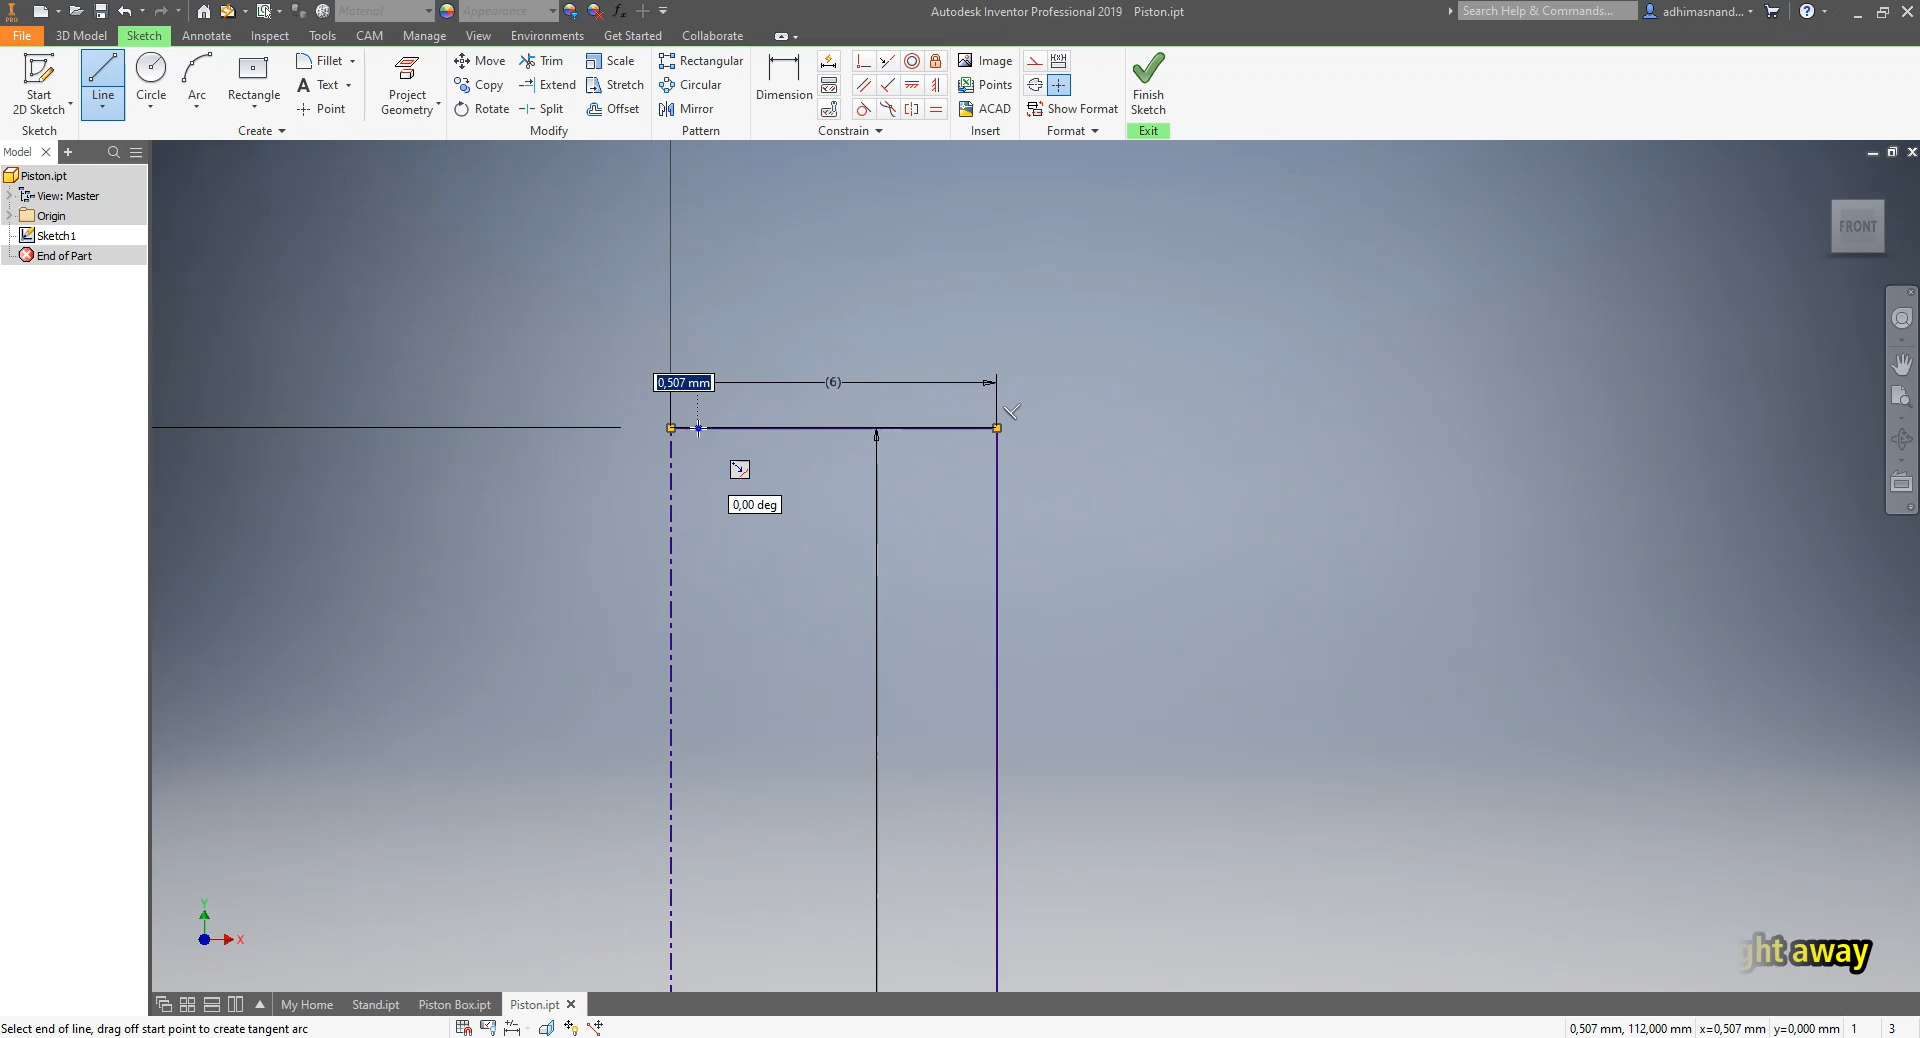 Material
Appearance
Autodesk Inventor Professional 2019 Piston.ipt
Search Help & Commands...
adhimasnand...
PRO
File 3D Model Sketch Annotate Inspect Tools CAM Manage View Environments Get Started Collaborate
Start
2D Sketch
Line
Circle
Arc
Rectangle
Fillet
Text
Point
Project
Geometry
Move
Copy
Rotate
Trim
Extend
Split
Scale
Stretch
Offset
Rectangular
Circular
Mirror
Dimension
Image
Points
ACAD
Show Format
Finish
Sketch
Sketch Create Modify Pattern Constrain Insert Format Exit
Model
Piston.ipt
View: Master
Origin
Sketch1
End of Part
FRONT
0,507 mm
(6)
0,00 deg
Y
X
ght away
My Home Stand.ipt Piston Box.ipt Piston.ipt
Select end of line, drag off start point to create tangent arc
0,507 mm, 112,000 mm x=0,507 mm y=0,000 mm 1 3